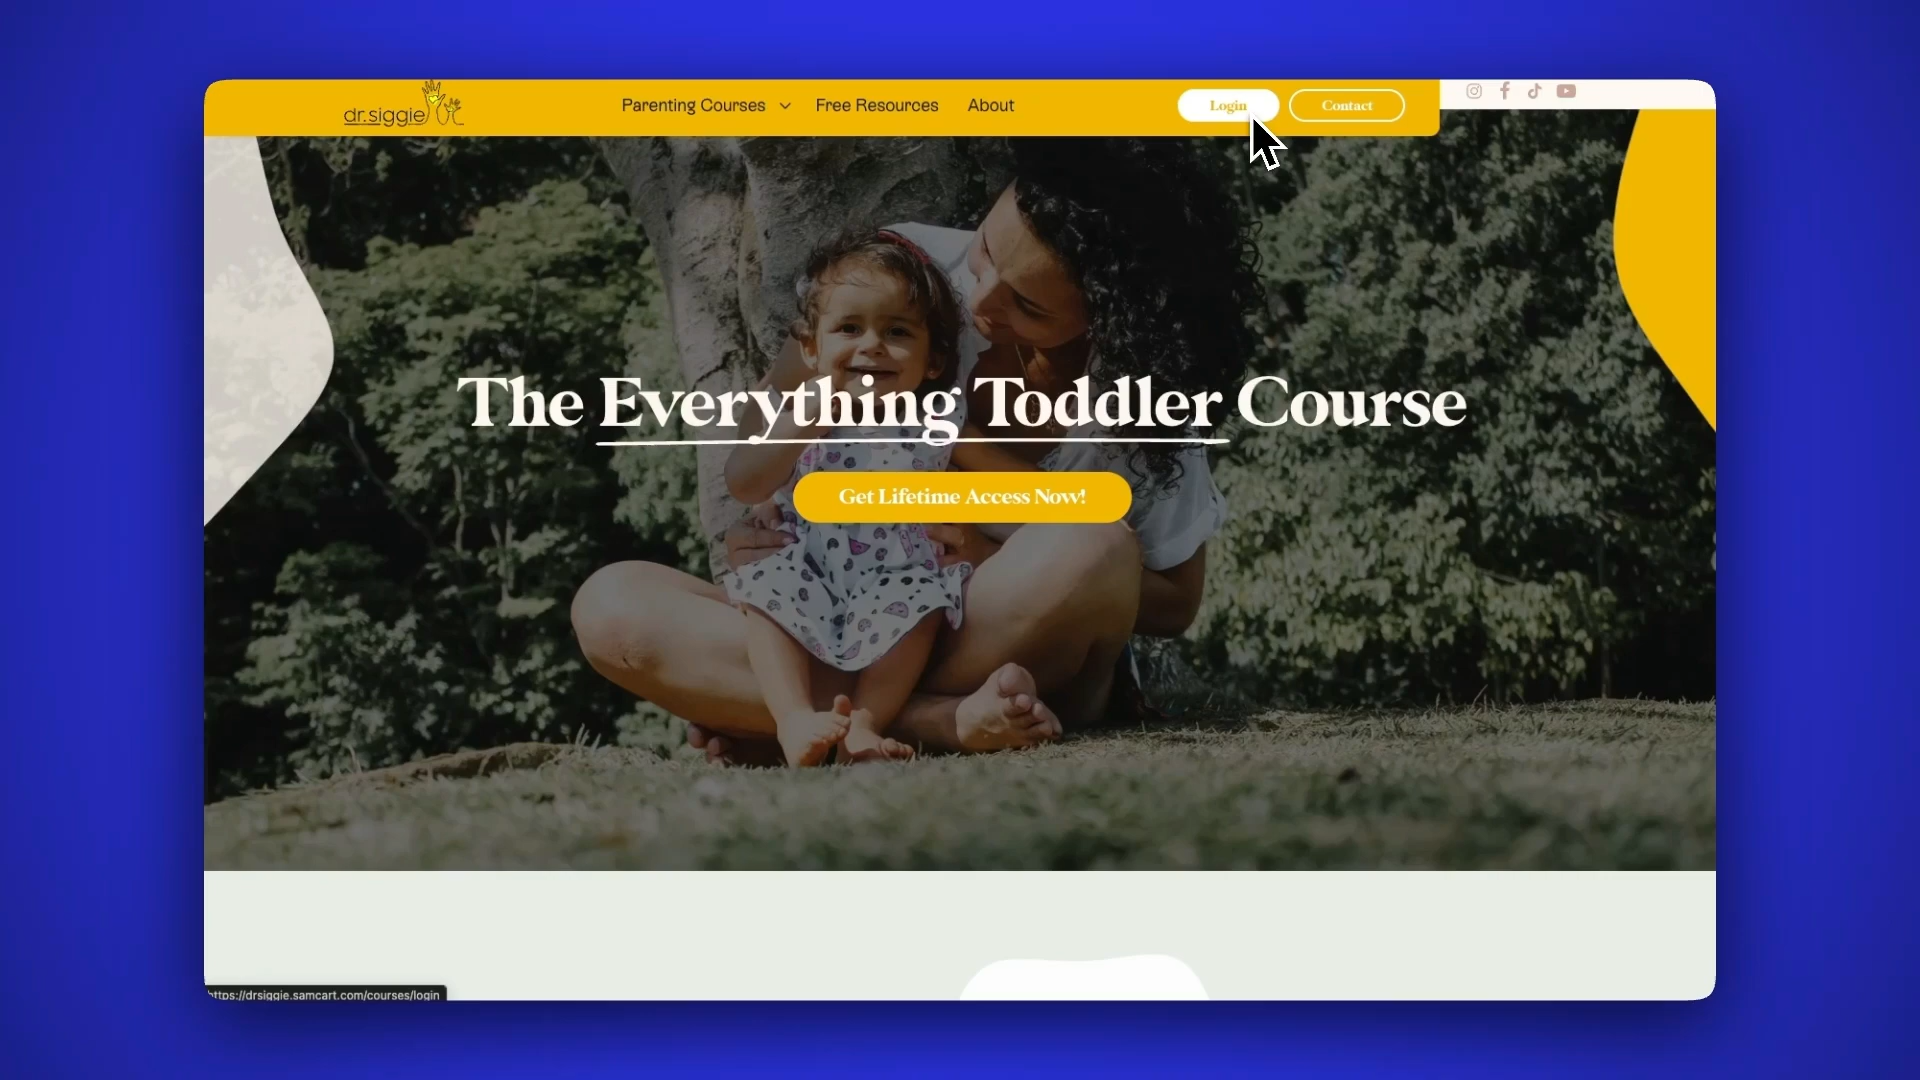 dr.siggie
Parenting Courses
Free Resources
About
Login
Contact
The Everything Toddler Course
Get Lifetime Access Now!
https://drsiggie.samcart.com/courses/login